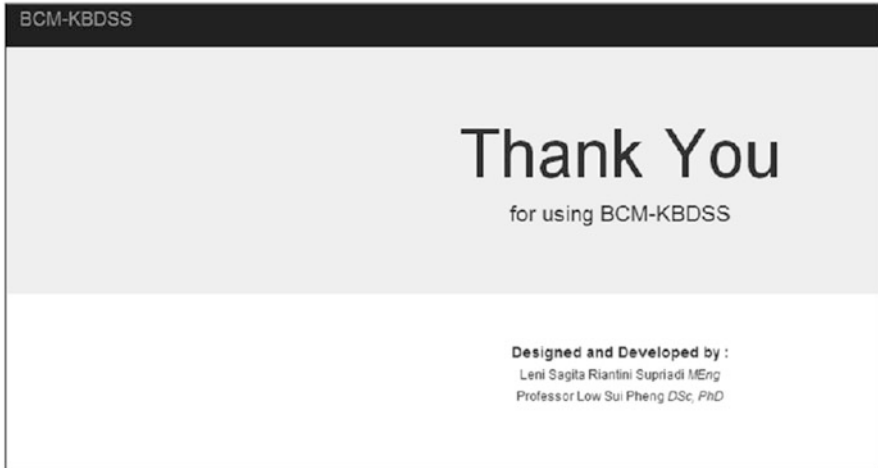 BCM-KBDSS
Thank You
for using BCM-KBDSS
Designed and Developed by :
Leni Sagita Riantini Supriadi MEng
Professor Low Sui Pheng DSc, PhD